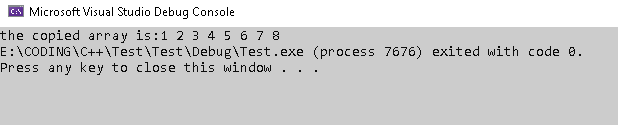 Microsoft Visual Studio Debug Console
the copied array is:1 2 3 4 5 6 7 8
E:\CODING\C++\Test\Test\Debug\Test.exe (process 7676) exited with code 0.
Press any key to close this window . . .